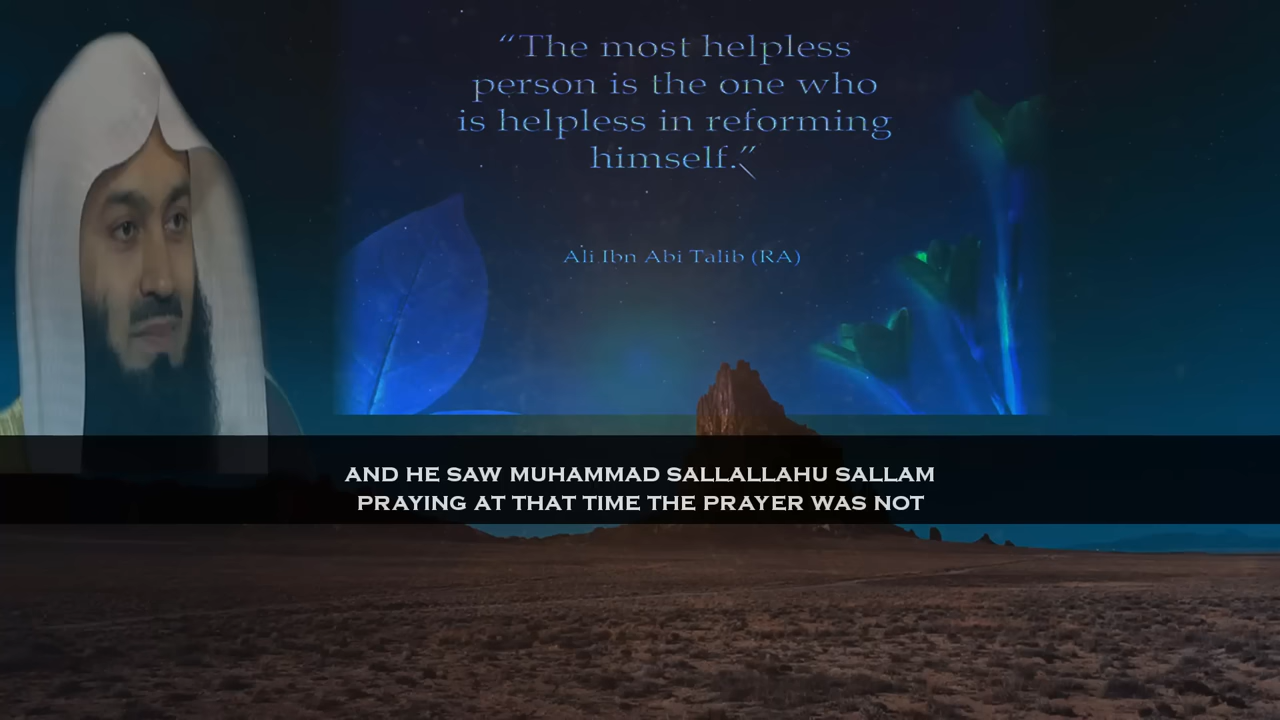 “The most helpless
person is the one who
is helpless in reforming
himself.”
Ali Ibn Abi Talib (RA)
AND HE SAW MUHAMMAD SALLALLAHU SALLAM
PRAYING AT THAT TIME THE PRAYER WAS NOT